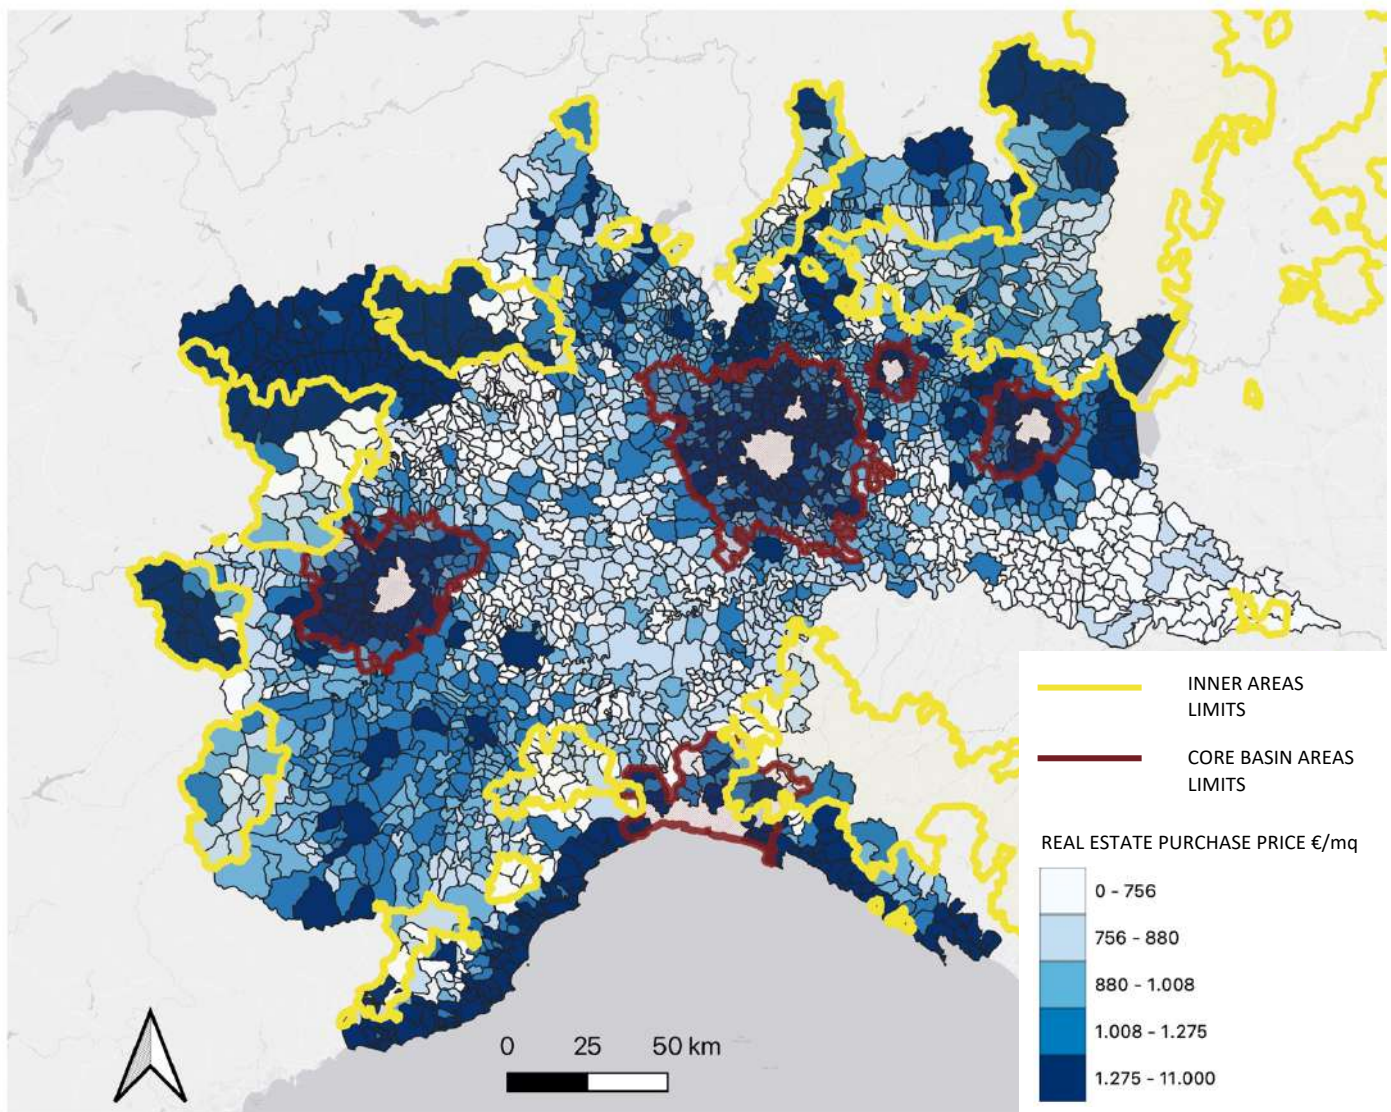 INNER AREAS
LIMITS
CORE BASIN AREAS
LIMITS
REAL ESTATE PURCHASE PRICE €/mq
0 - 756
756 - 880
880 - 1.008
1.008 - 1.275
1.275 - 11.000
0 25 50 km